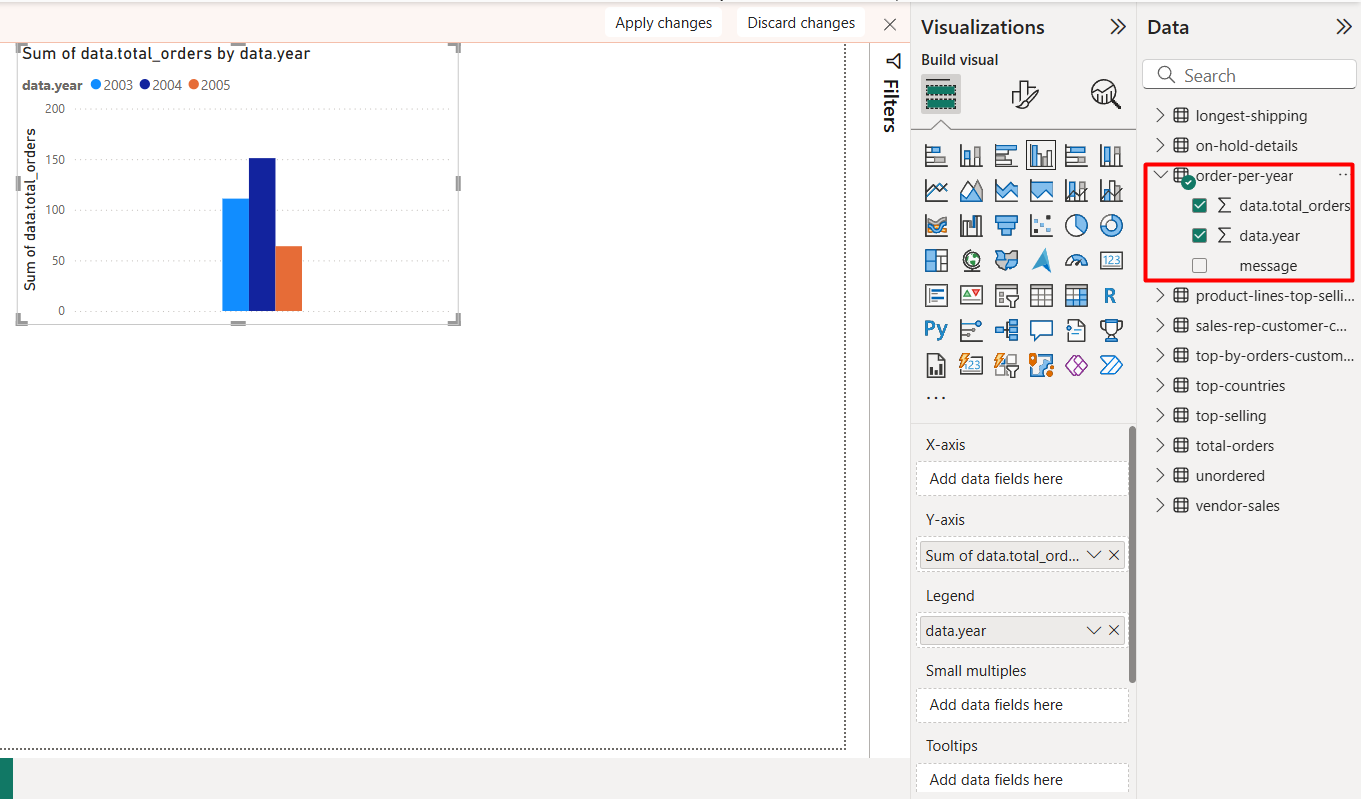 Apply changes
Discard changes
Sum of data.total_orders by data.year
data.year 2003 2004 2005
Sum of data.total_orders
200
150
100
50
0
Filters
Visualizations
Build visual
123
R
Py
123
...
X-axis
Add data fields here
Y-axis
Sum of data.total_ord...
Legend
data.year
Small multiples
Add data fields here
Tooltips
Add data fields here
Data
Search
longest-shipping
on-hold-details
order-per-year
data.total_orders
data.year
message
product-lines-top-selli...
sales-rep-customer-c...
top-by-orders-custom...
top-countries
top-selling
total-orders
unordered
vendor-sales